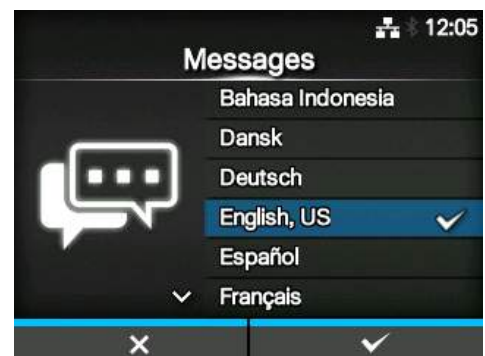 12:05
Messages
Bahasa Indonesia
Dansk
Deutsch
English, US
Español
Français